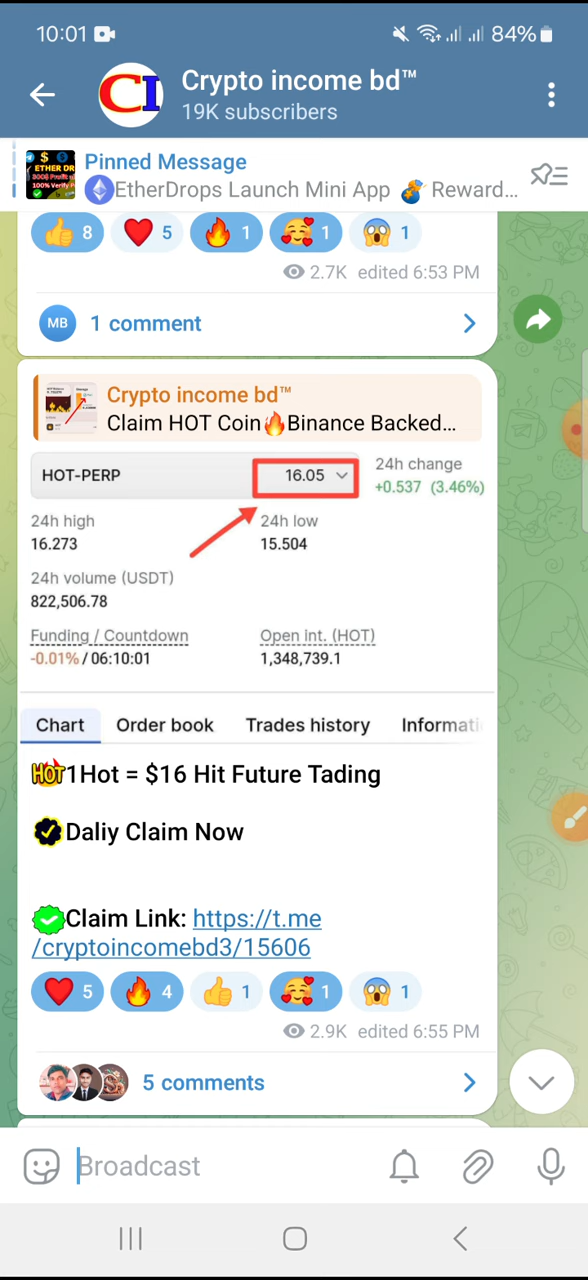 10:01
84%
CI
Crypto income bd™
19K subscribers
Pinned Message
EtherDrops Launch Mini App 💰 Reward...
👍 8 ❤️ 5 🔥 1 🥰 1 😱 1
2.7K edited 6:53 PM
MB 1 comment
Crypto income bd™
Claim HOT Coin🔥Binance Backed...
HOT-PERP 16.05
24h change
+0.537 (3.46%)
24h high
16.273
24h low
15.504
24h volume (USDT)
822,506.78
Funding / Countdown
-0.01% / 06:10:01
Open int. (HOT)
1,348,739.1
Chart Order book Trades history Informati
HOT1Hot = $16 Hit Future Tading
Daliy Claim Now
Claim Link: https://t.me
/cryptoincomebd3/15606
❤️ 5 🔥 4 👍 1 🥰 1 😱 1
2.9K edited 6:55 PM
5 comments
Broadcast